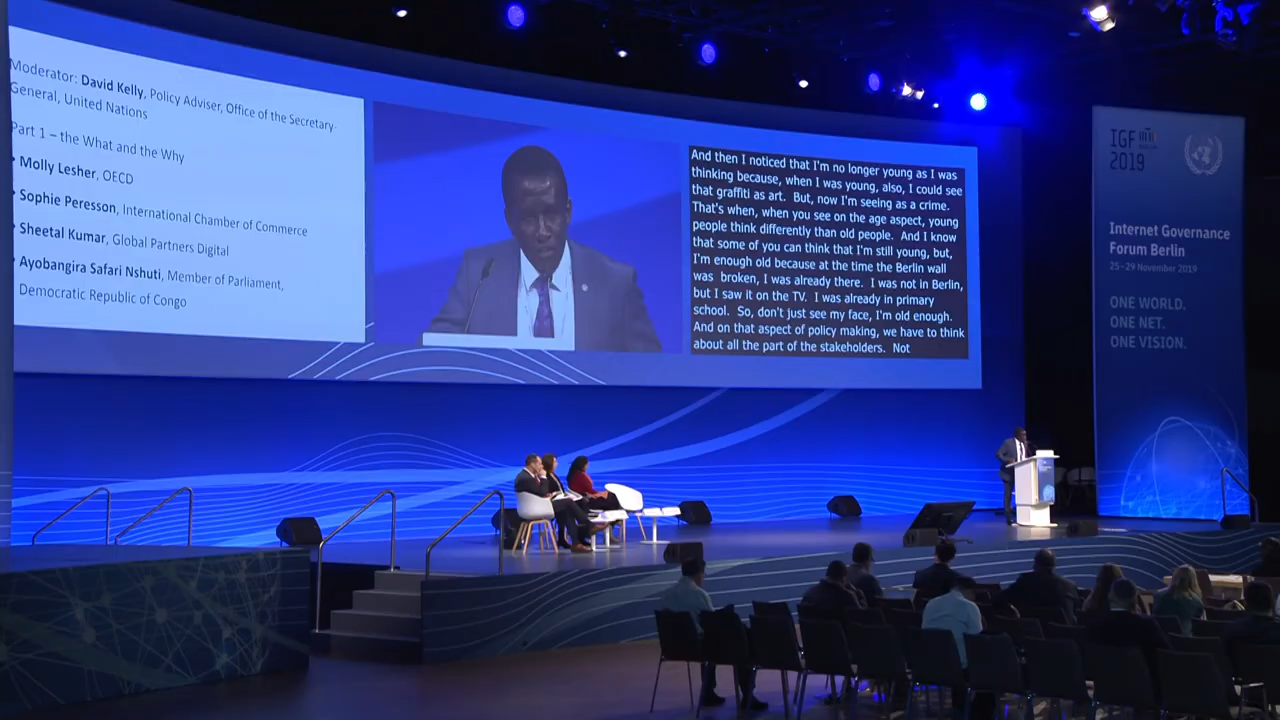 Moderator: David Kelly, Policy Adviser, Office of the Secretary-
General, United Nations
Part 1 – the What and the Why
• Molly Lesher, OECD
• Sophie Peresson, International Chamber of Commerce
• Sheetal Kumar, Global Partners Digital
• Ayobangira Safari Nshuti, Member of Parliament,
Democratic Republic of Congo
And then I noticed that I'm no longer young as I was
thinking because, when I was young, also, I could see
that graffiti as art. But, now I'm seeing as a crime.
That's when, when you see on the age aspect, young
people think differently than old people. And I know
that some of you can think that I'm still young, but,
I'm enough old because at the time the Berlin wall
was broken, I was already there. I was not in Berlin,
but I saw it on the TV. I was already in primary
school. So, don't just see my face, I'm old enough.
And on that aspect of policy making, we have to think
about all the part of the stakeholders. Not
IGF
2019
Internet Governance
Forum Berlin
25–29 November 2019
ONE WORLD.
ONE NET.
ONE VISION.